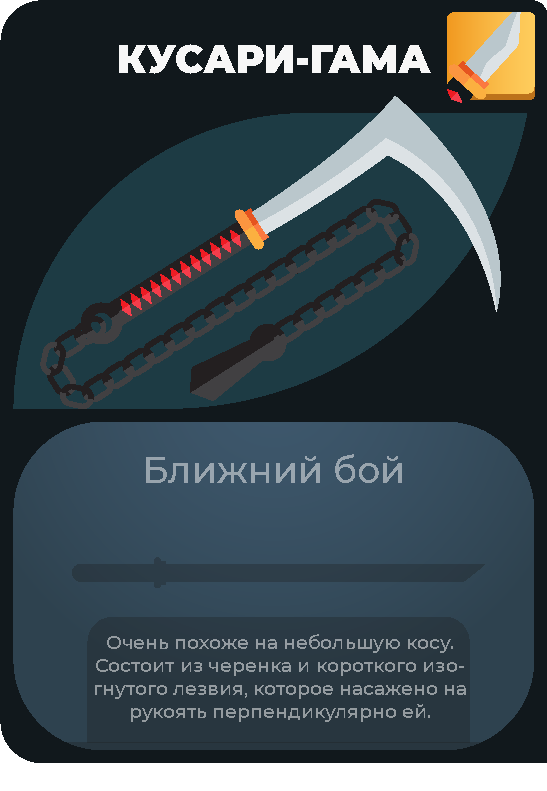 КУСАРИ-ГАМА
Ближний бой
Очень похоже на небольшую косу.
Состоит из черенка и короткого изо-
гнутого лезвия, которое насажено на
рукоять перпендикулярно ей.